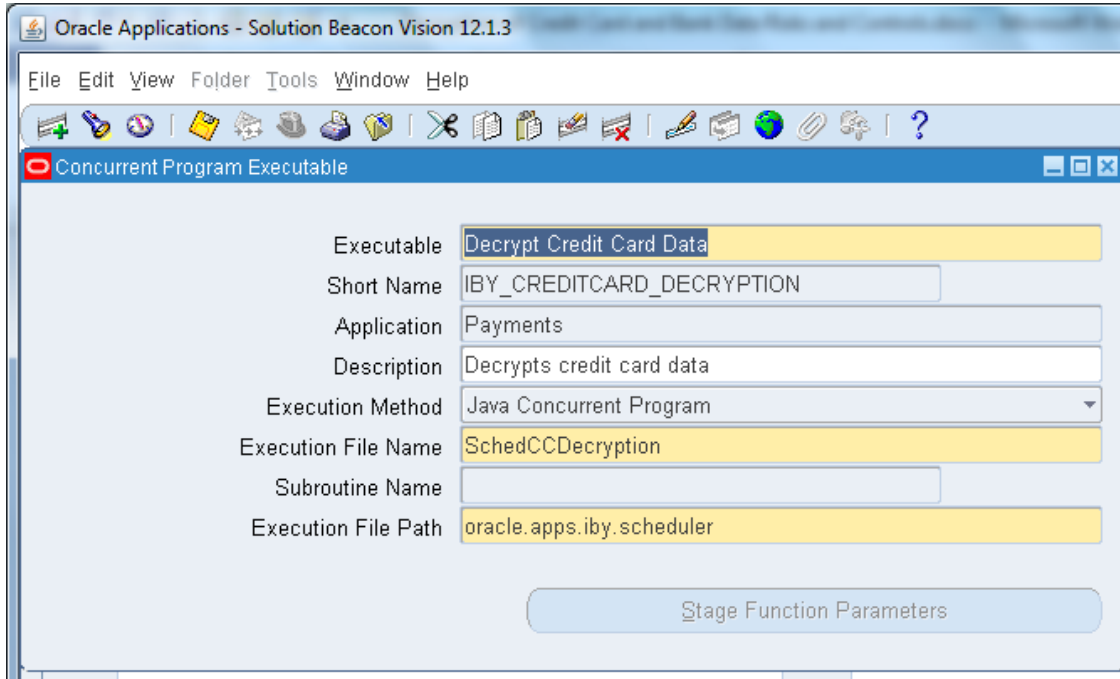 Oracle Applications - Solution Beacon Vision 12.1.3
File Edit View Folder Tools Window Help
Concurrent Program Executable
Executable Decrypt Credit Card Data
Short Name IBY_CREDITCARD_DECRYPTION
Application Payments
Description Decrypts credit card data
Execution Method Java Concurrent Program
Execution File Name SchedCCDecryption
Subroutine Name
Execution File Path oracle.apps.iby.scheduler
Stage Function Parameters